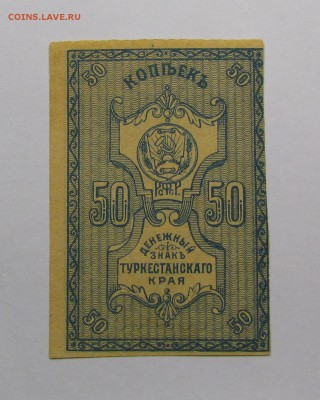 COINS.LAVE.RU
50 50
КОПѢЕКЪ
Р.С.Ф.С.Р.
50 50
ДЕНЕЖНЫЙ
ЗНАКЪ
ТУРКЕСТАНСКАГО
КРАЯ
50 50